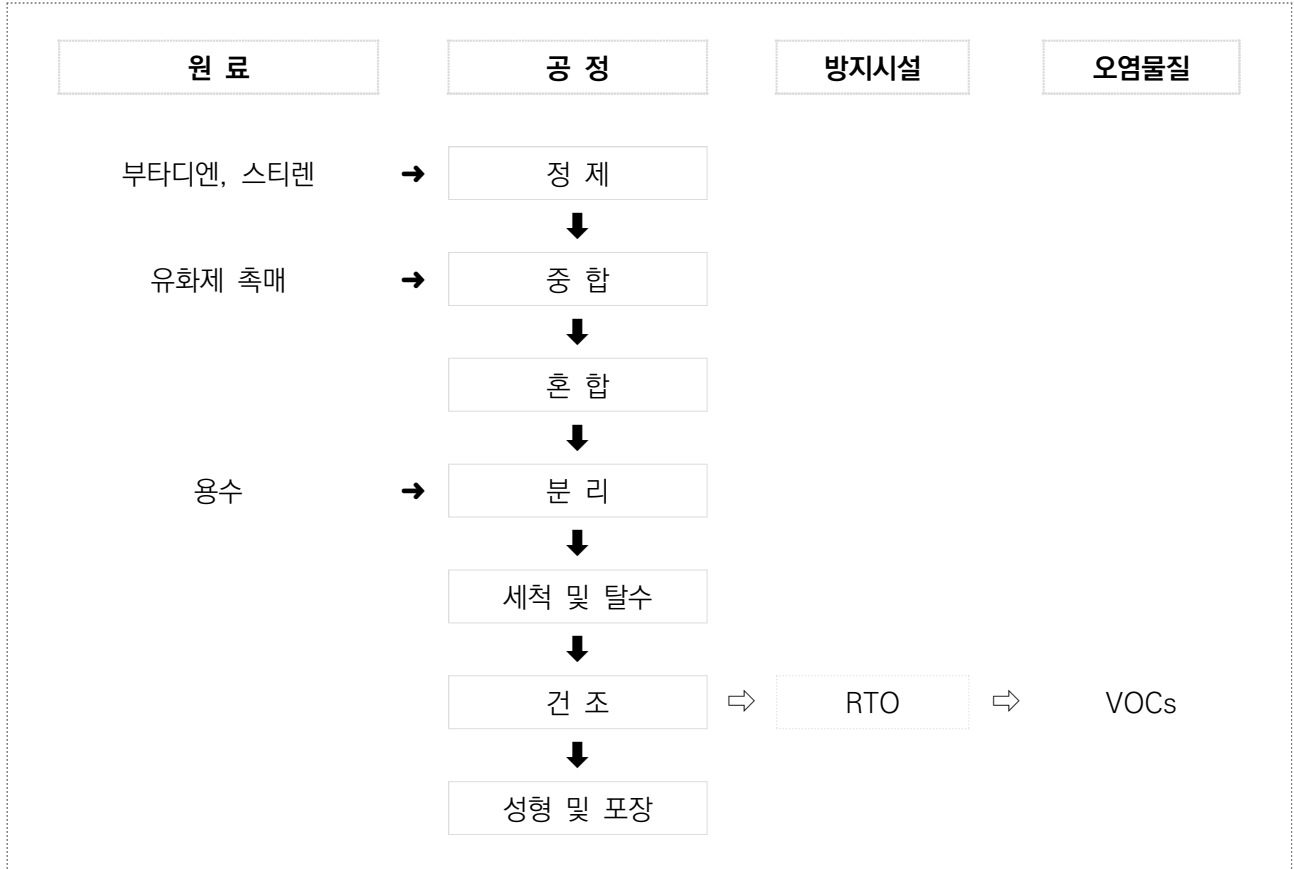 원 료 공 정 방지시설 오염물질
부타디엔, 스티렌 ➜ 정 제
⬇
유화제 촉매 ➜ 중 합
⬇
혼 합
⬇
용수 ➜ 분 리
⬇
세척 및 탈수
⬇
건 조 ⇨ RTO ⇨ VOCs
⬇
성형 및 포장